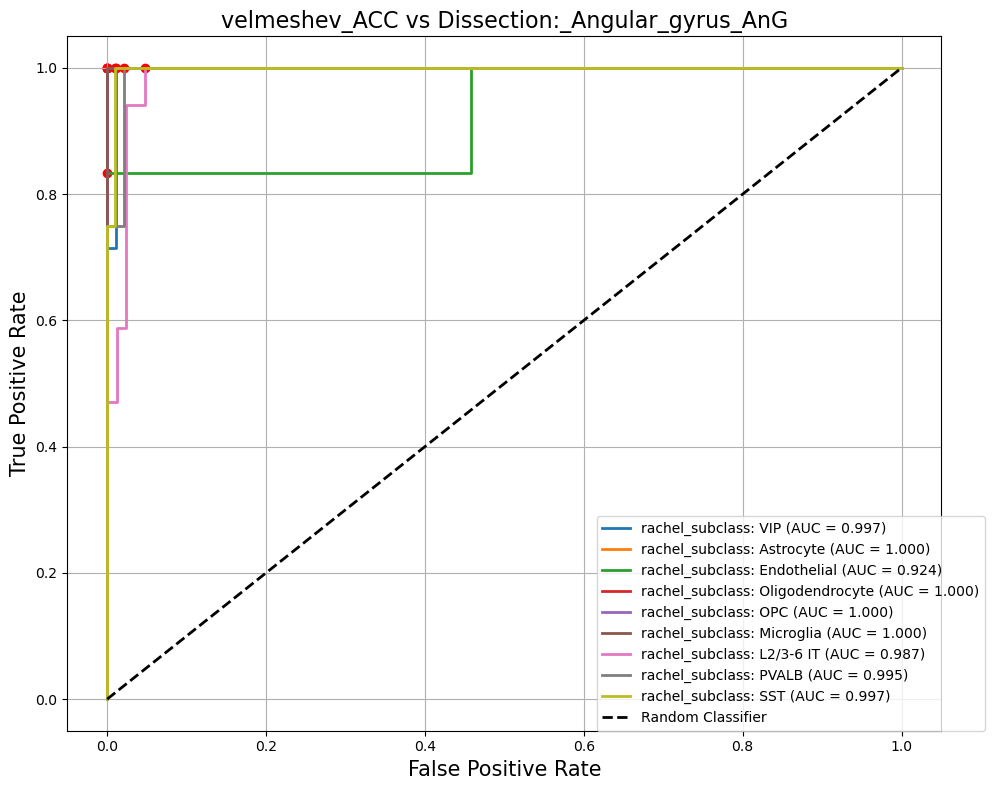 velmeshev_ACC vs Dissection:_Angular_gyrus_AnG
True Positive Rate
1.0
0.8
0.6
0.4
0.2
0.0
rachel_subclass: VIP (AUC = 0.997)
rachel_subclass: Astrocyte (AUC = 1.000)
rachel_subclass: Endothelial (AUC = 0.924)
rachel_subclass: Oligodendrocyte (AUC = 1.000)
rachel_subclass: OPC (AUC = 1.000)
rachel_subclass: Microglia (AUC = 1.000)
rachel_subclass: L2/3-6 IT (AUC = 0.987)
rachel_subclass: PVALB (AUC = 0.995)
rachel_subclass: SST (AUC = 0.997)
Random Classifier
0.0 0.2 0.4 0.6 0.8 1.0
False Positive Rate